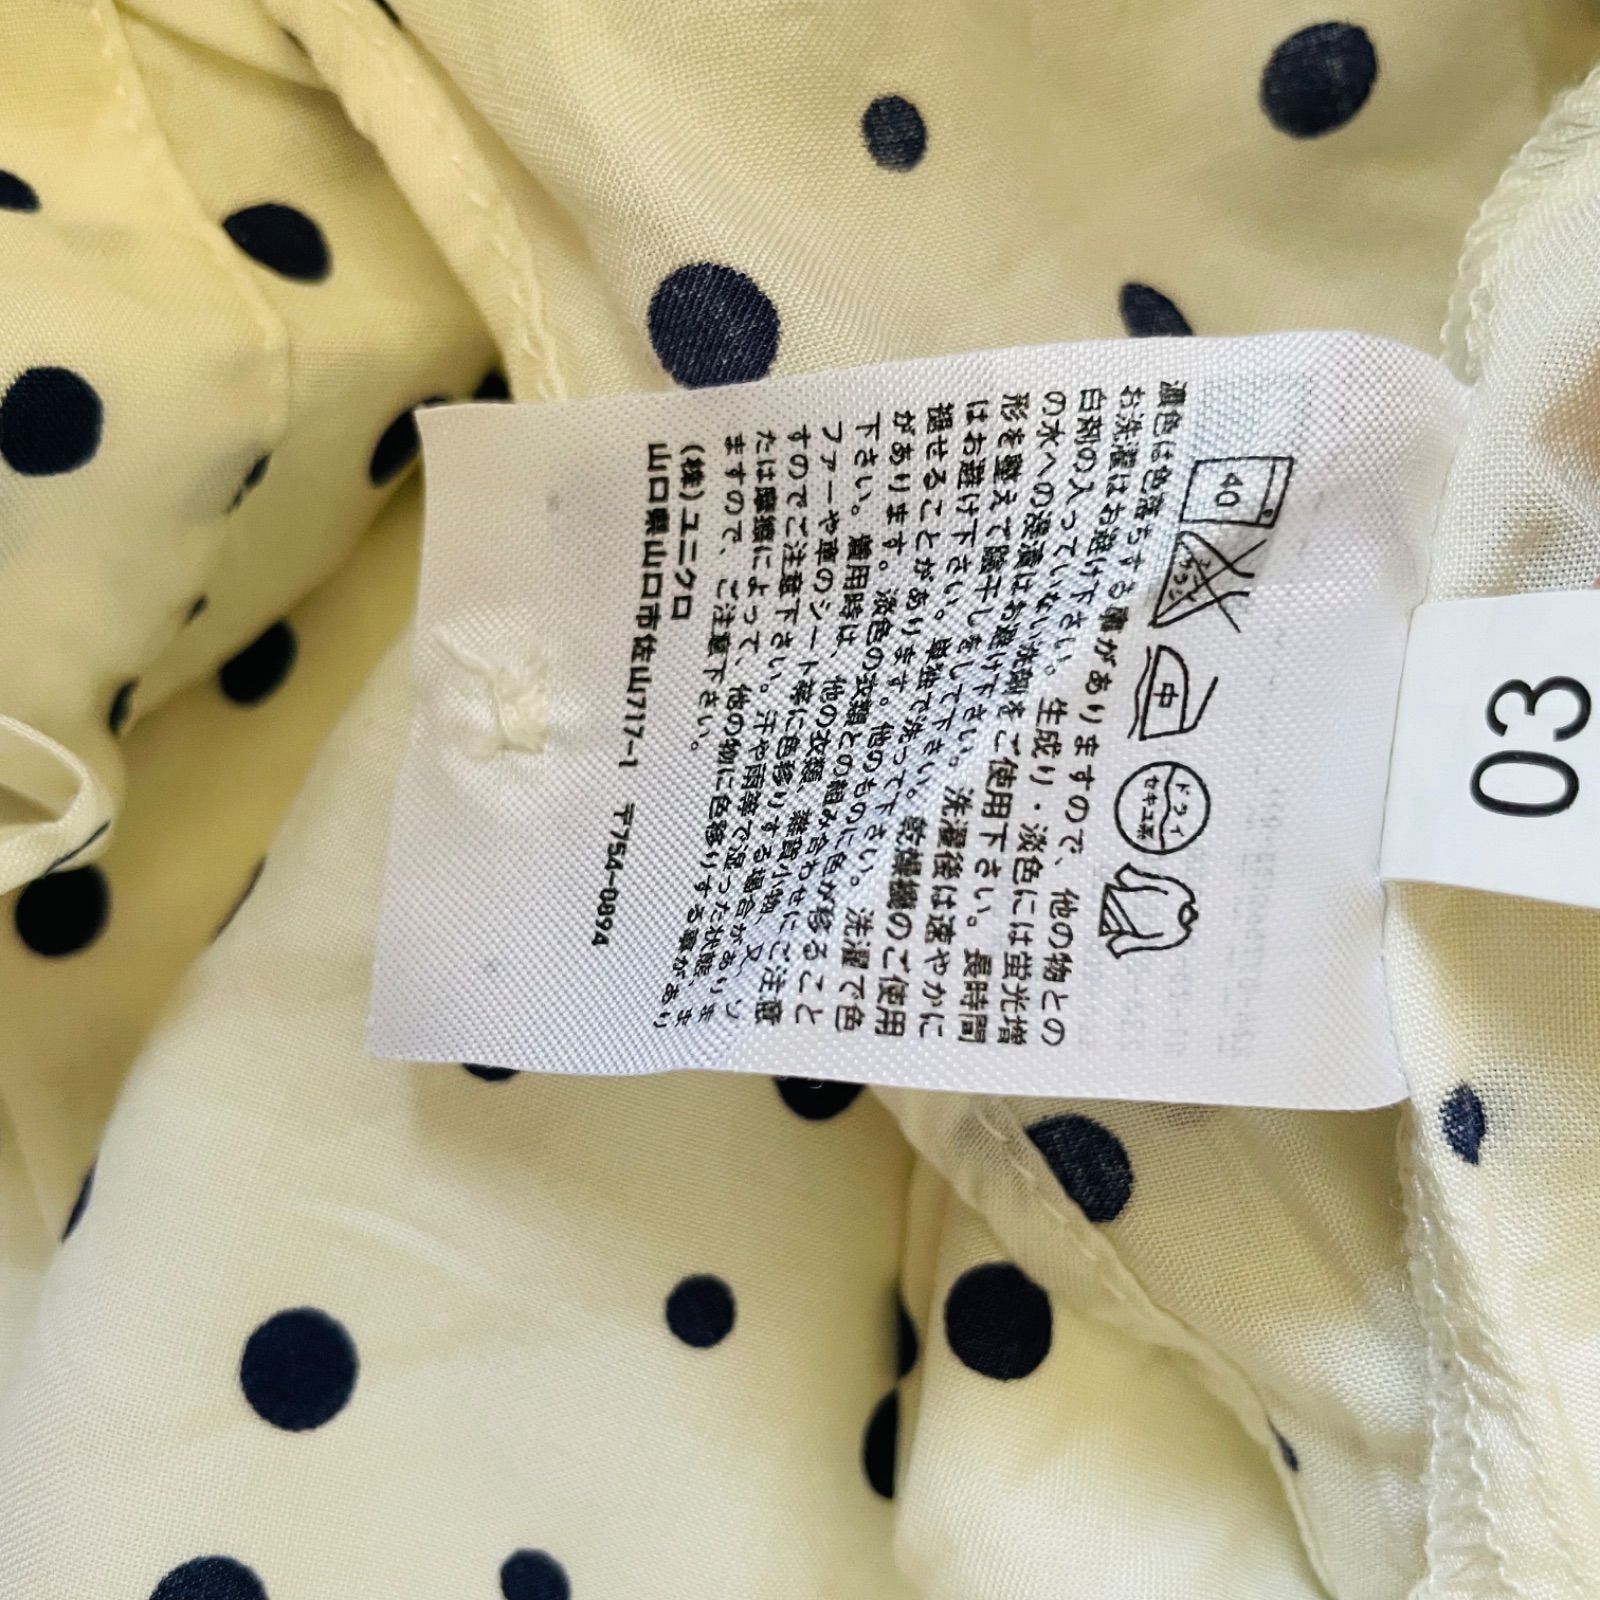 40
エンソ
サラシ
中
ドライ
セキユ系
濃色は色落ちする事がありますので、他の物との
お洗濯はお避け下さい。生成り・淡色には蛍光増
白剤の入っていない洗剤をご使用下さい。長時間
の水への浸漬はお避け下さい。洗濯後は速やかに
形を整えて陰干しをして下さい。乾燥機のご使用
はお避け下さい。単独で洗って下さい。洗濯で色
褪せることがあります。他のものに色が移ること
があります。淡色の衣類との組み合わせにご注意
下さい。着用時は、他の衣類、雑貨小物、又、ソ
ファーや車のシート等に色移りする場合がありま
すのでご注意下さい。汗や雨等で湿った状態、ま
たは摩擦によって、他の物に色移りする事があり
ますので、ご注意下さい。
(株)ユニクロ
山口県山口市佐山717-1 〒754-0894
03